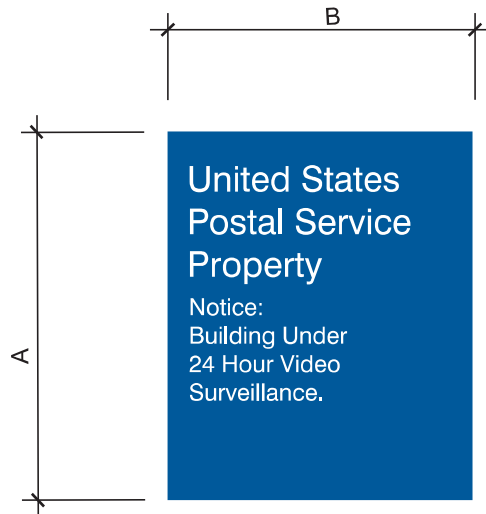 B
A
United States
Postal Service
Property
Notice:
Building Under
24 Hour Video
Surveillance.